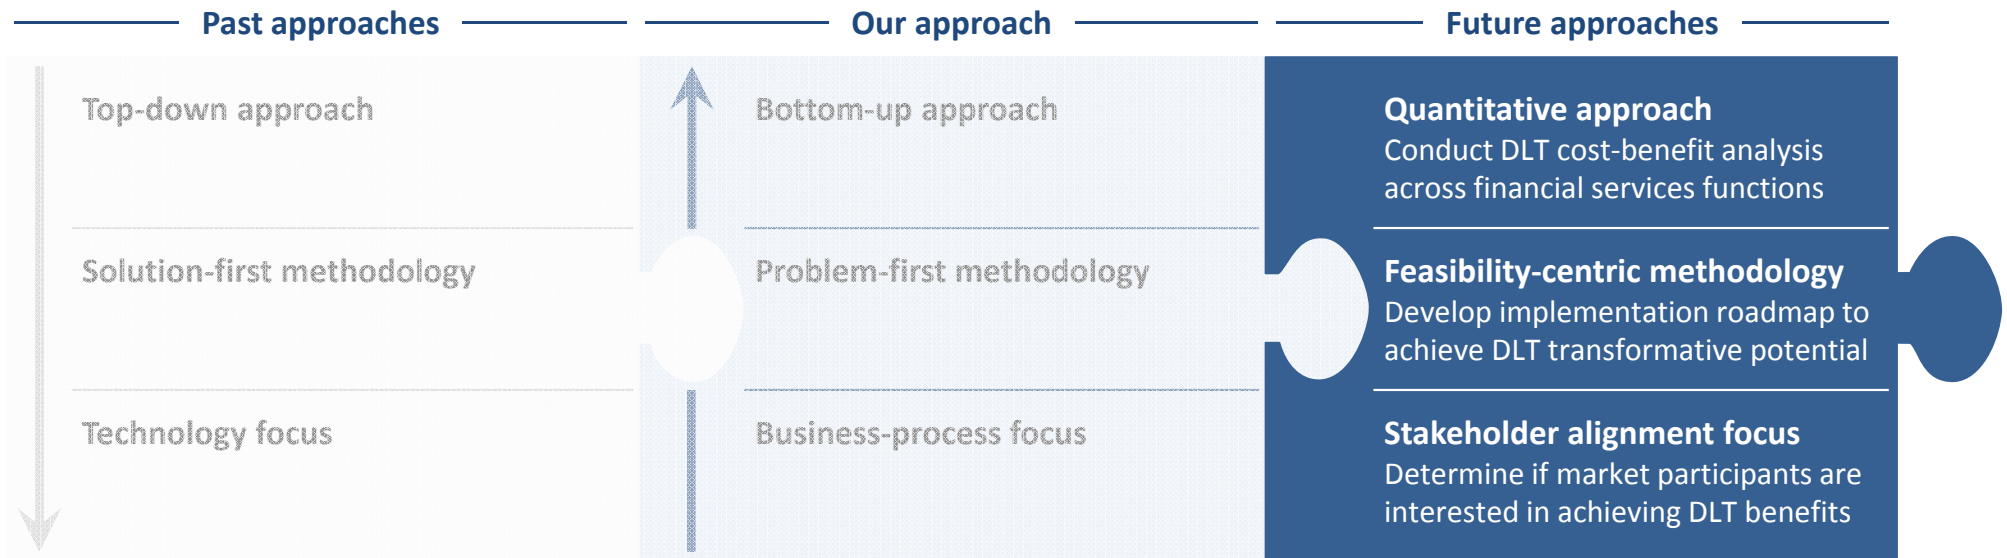 Past approaches
Our approach
Future approaches
Top-down approach
Solution-first methodology
Technology focus
Bottom-up approach
Problem-first methodology
Business-process focus
Quantitative approach
Conduct DLT cost-benefit analysis
across financial services functions
Feasibility-centric methodology
Develop implementation roadmap to
achieve DLT transformative potential
Stakeholder alignment focus
Determine if market participants are
interested in achieving DLT benefits